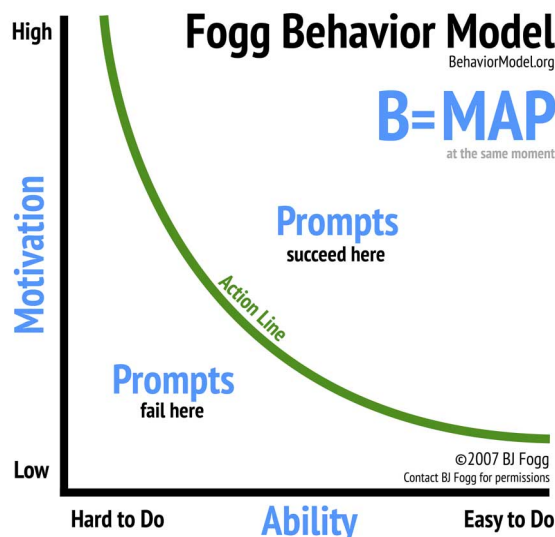 Fogg Behavior Model
BehaviorModel.org
B=MAP
at the same moment
High
Motivation
Low
Prompts
succeed here
Action Line
Prompts
fail here
©2007 BJ Fogg
Contact BJ Fogg for permissions
Hard to Do
Ability
Easy to Do